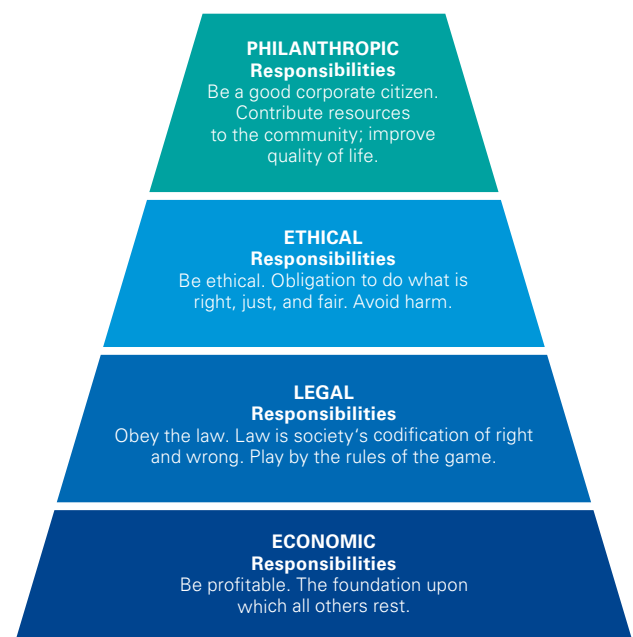 PHILANTHROPIC
Responsibilities
Be a good corporate citizen.
Contribute resources
to the community; improve
quality of life.
ETHICAL
Responsibilities
Be ethical. Obligation to do what is
right, just, and fair. Avoid harm.
LEGAL
Responsibilities
Obey the law. Law is society‘s codification of right
and wrong. Play by the rules of the game.
ECONOMIC
Responsibilities
Be profitable. The foundation upon
which all others rest.